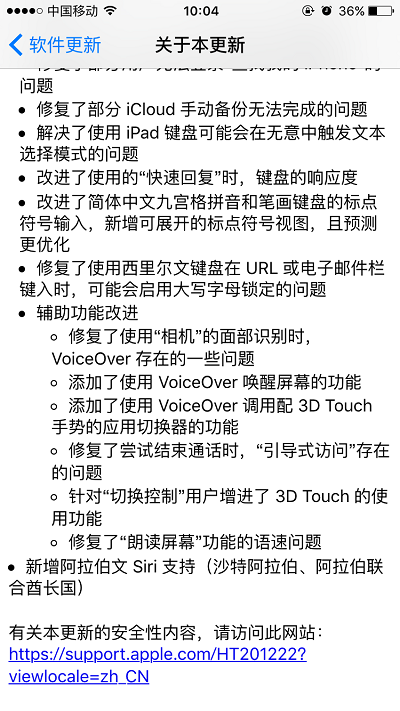 中国移动 10:04 36%
软件更新 关于本更新
问题
• 修复了部分 iCloud 手动备份无法完成的问题
• 解决了使用 iPad 键盘可能会在无意中触发文本
选择模式的问题
• 改进了使用的“快速回复”时，键盘的响应度
• 改进了简体中文九宫格拼音和笔画键盘的标点
符号输入，新增可展开的标点符号视图，且预测
更优化
• 修复了使用西里尔文键盘在 URL 或电子邮件栏
键入时，可能会启用大写字母锁定的问题
• 辅助功能改进
◦ 修复了使用“相机”的面部识别时，
VoiceOver 存在的一些问题
◦ 添加了使用 VoiceOver 唤醒屏幕的功能
◦ 添加了使用 VoiceOver 调用配 3D Touch
手势的应用切换器的功能
◦ 修复了尝试结束通话时，“引导式访问”存在
的问题
◦ 针对“切换控制”用户增进了 3D Touch 的使
用功能
◦ 修复了“朗读屏幕”功能的语速问题
• 新增阿拉伯文 Siri 支持（沙特阿拉伯、阿拉伯联
合酋长国）
有关本更新的安全性内容，请访问此网站：
https://support.apple.com/HT201222?
viewlocale=zh_CN